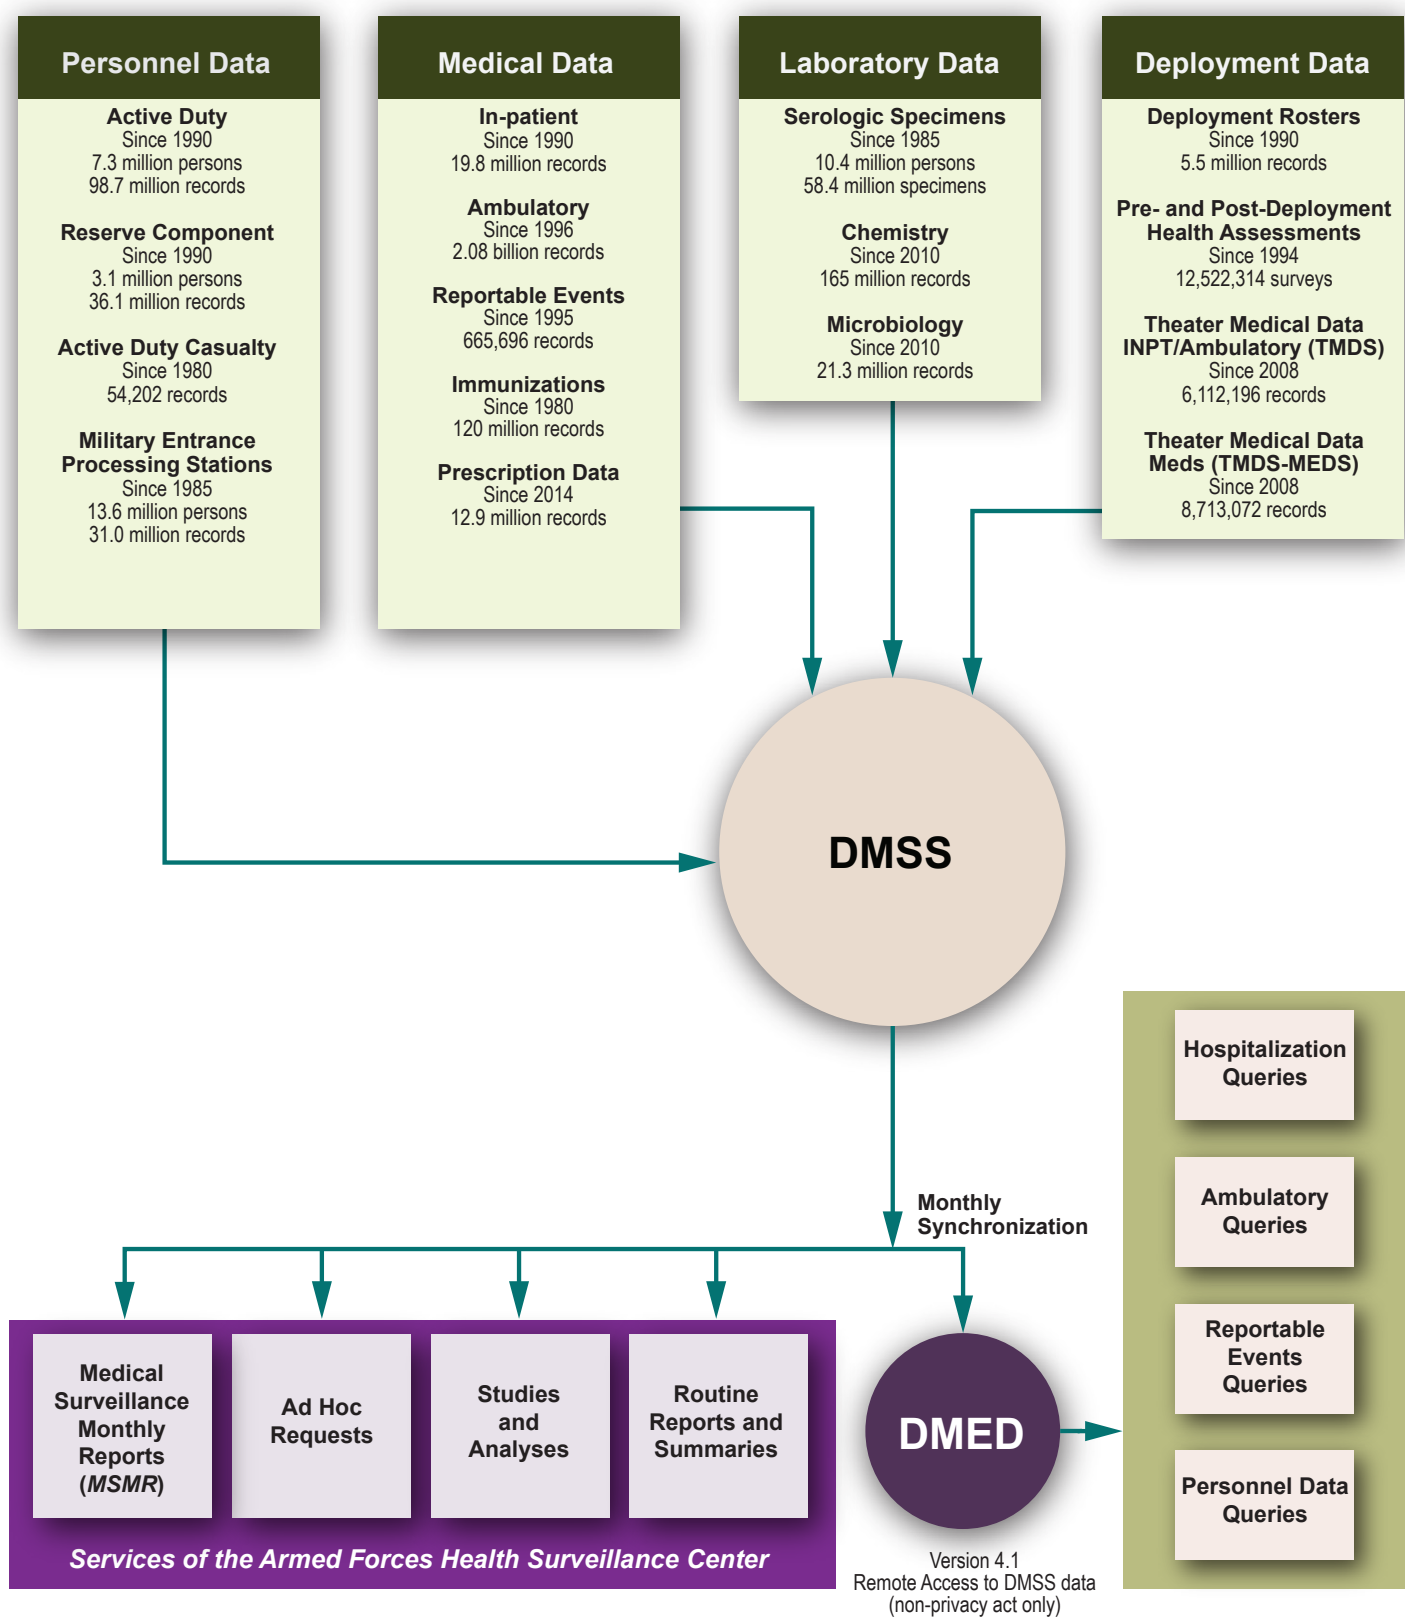 Personnel Data
Active Duty
Since 1990
7.3 million persons
98.7 million records
Reserve Component
Since 1990
3.1 million persons
36.1 million records
Active Duty Casualty
Since 1980
54,202 records
Military Entrance
Processing Stations
Since 1985
13.6 million persons
31.0 million records
Medical Data
In-patient
Since 1990
19.8 million records
Ambulatory
Since 1996
2.08 billion records
Reportable Events
Since 1995
665,696 records
Immunizations
Since 1980
120 million records
Prescription Data
Since 2014
12.9 million records
Laboratory Data
Serologic Specimens
Since 1985
10.4 million persons
58.4 million specimens
Chemistry
Since 2010
165 million records
Microbiology
Since 2010
21.3 million records
Deployment Data
Deployment Rosters
Since 1990
5.5 million records
Pre- and Post-Deployment
Health Assessments
Since 1994
12,522,314 surveys
Theater Medical Data
INPT/Ambulatory (TMDS)
Since 2008
6,112,196 records
Theater Medical Data
Meds (TMDS-MEDS)
Since 2008
8,713,072 records
DMSS
Monthly
Synchronization
Medical
Surveillance
Monthly
Reports
(MSMR)
Ad Hoc
Requests
Studies
and
Analyses
Routine
Reports and
Summaries
Services of the Armed Forces Health Surveillance Center
DMED
Version 4.1
Remote Access to DMSS data
(non-privacy act only)
Hospitalization
Queries
Ambulatory
Queries
Reportable
Events
Queries
Personnel Data
Queries